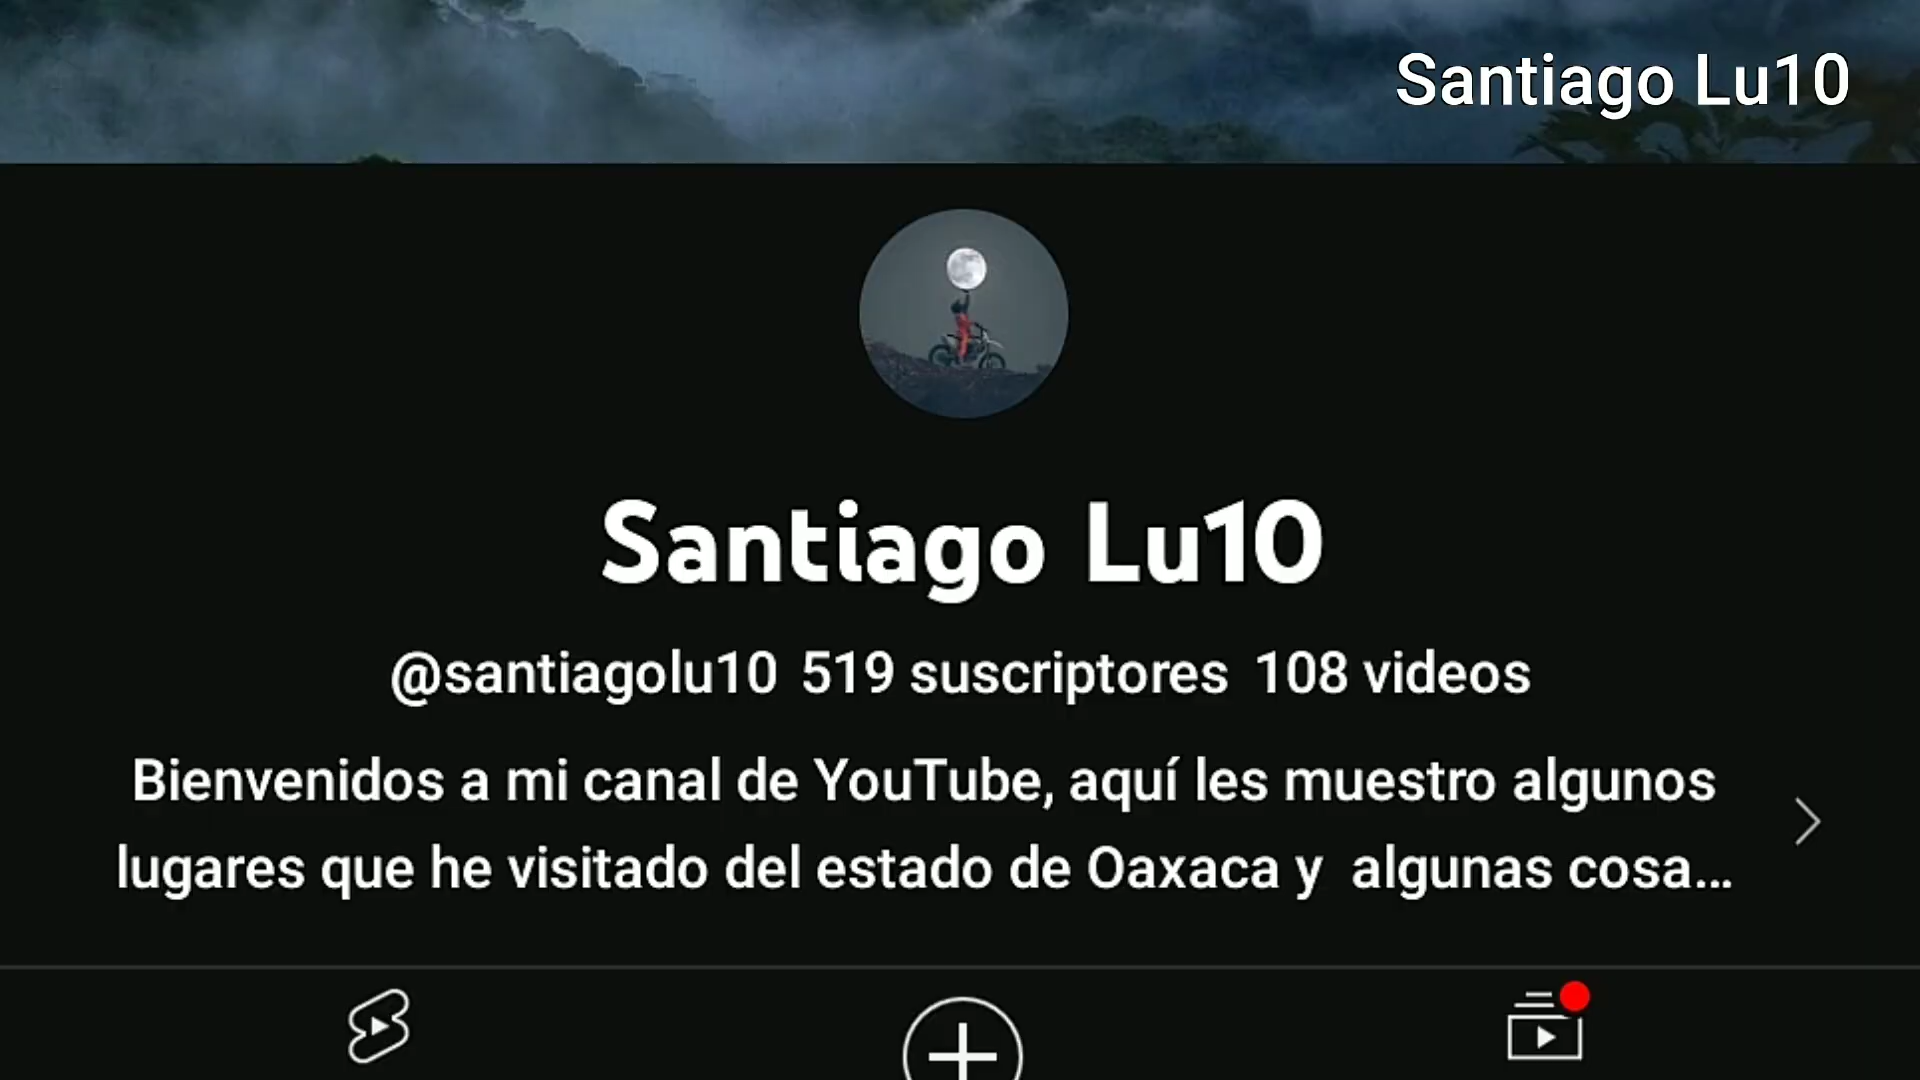 Santiago Lu10
Santiago Lu10
@santiagolu10 519 suscriptores 108 videos
Bienvenidos a mi canal de YouTube, aquí les muestro algunos
lugares que he visitado del estado de Oaxaca y algunas cosa...